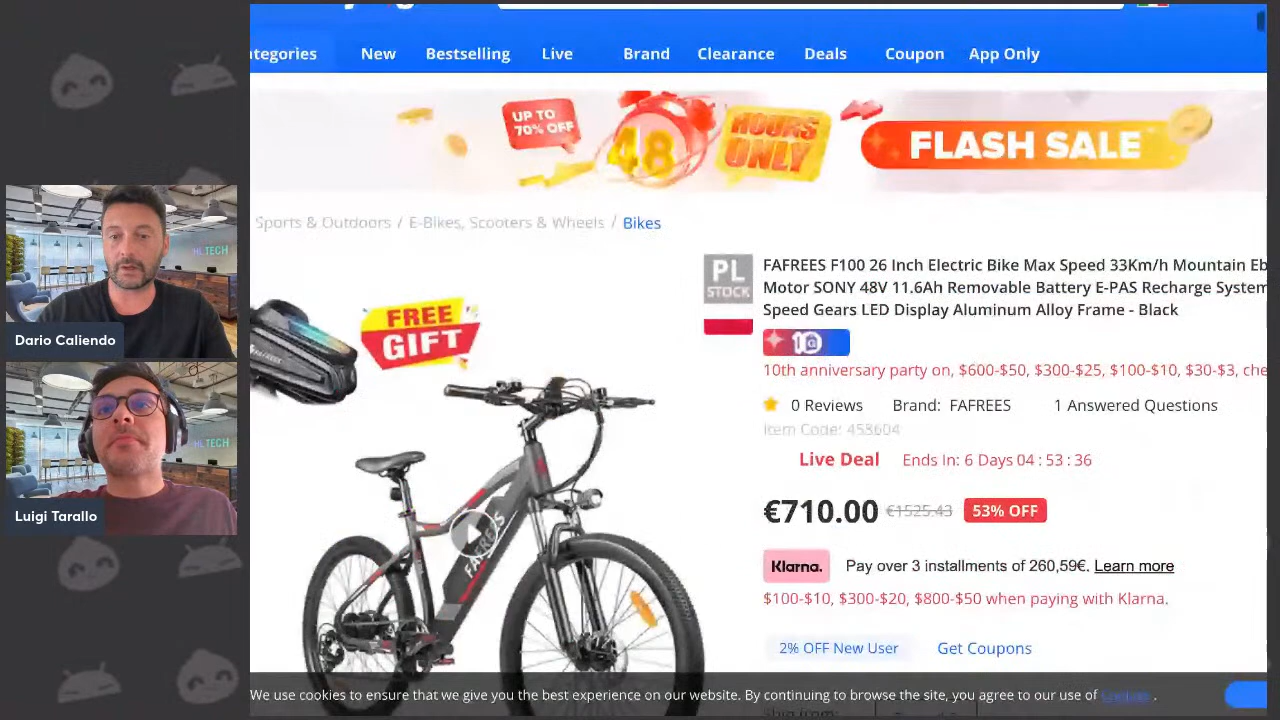 ategories New Bestselling Live Brand Clearance Deals Coupon App Only
UP TO
70% OFF
48
HOURS
ONLY
FLASH SALE
Sports & Outdoors / E-Bikes, Scooters & Wheels / Bikes
PL
STOCK
FAFREES F100 26 Inch Electric Bike Max Speed 33Km/h Mountain Eb
Motor SONY 48V 11.6Ah Removable Battery E-PAS Recharge System
Speed Gears LED Display Aluminum Alloy Frame - Black
10
10th anniversary party on, $600-$50, $300-$25, $100-$10, $30-$3, che
0 Reviews Brand: FAFREES 1 Answered Questions
Item Code: 453604
Live Deal Ends In: 6 Days 04 : 53 : 36
€710.00 €1525.43 53% OFF
Klarna. Pay over 3 installments of 260,59€. Learn more
$100-$10, $300-$20, $800-$50 when paying with Klarna.
2% OFF New User Get Coupons
FREE
GIFT
FAFREES
FAFREES
HLTECH
Dario Caliendo
HLTECH
Luigi Tarallo
We use cookies to ensure that we give you the best experience on our website. By continuing to browse the site, you agree to our use of .